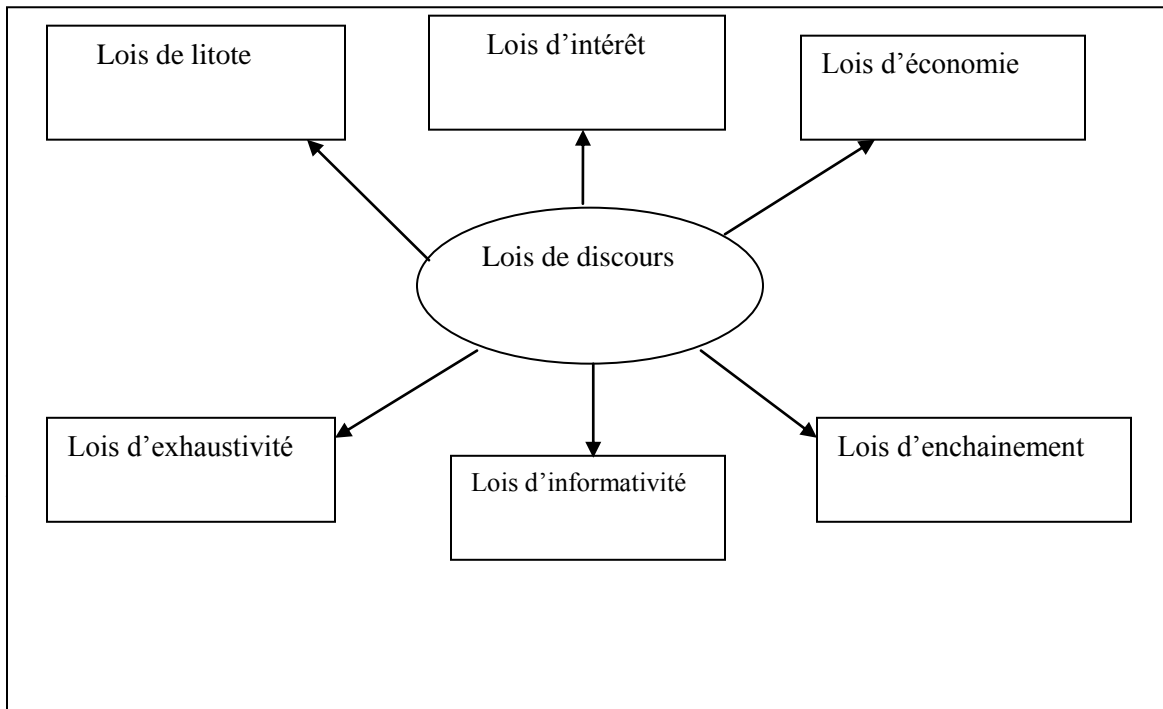 Lois de litote
Lois d'intérêt
Lois d'économie
Lois de discours
Lois d'exhaustivité
Lois d'informativité
Lois d'enchainement